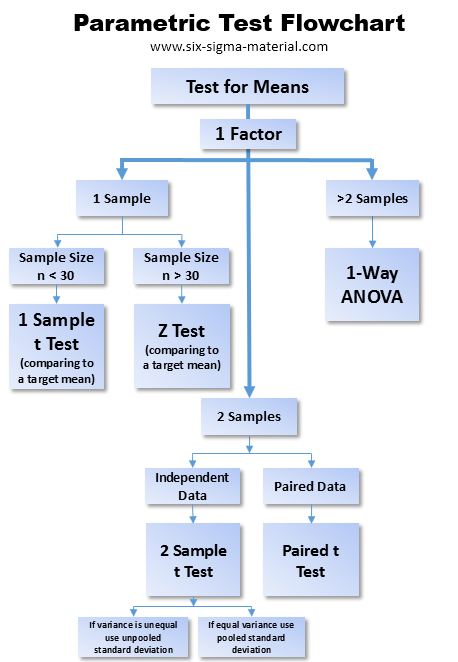 Parametric Test Flowchart
www.six-sigma-material.com
Test for Means
1 Factor
1 Sample
>2 Samples
Sample Size
n < 30
Sample Size
n > 30
1-Way
ANOVA
1 Sample
t Test
(comparing to
a target mean)
Z Test
(comparing to
a target mean)
2 Samples
Independent
Data
Paired Data
2 Sample
t Test
Paired t
Test
If variance is unequal
use unpooled
standard deviation
If equal variance use
pooled standard
deviation